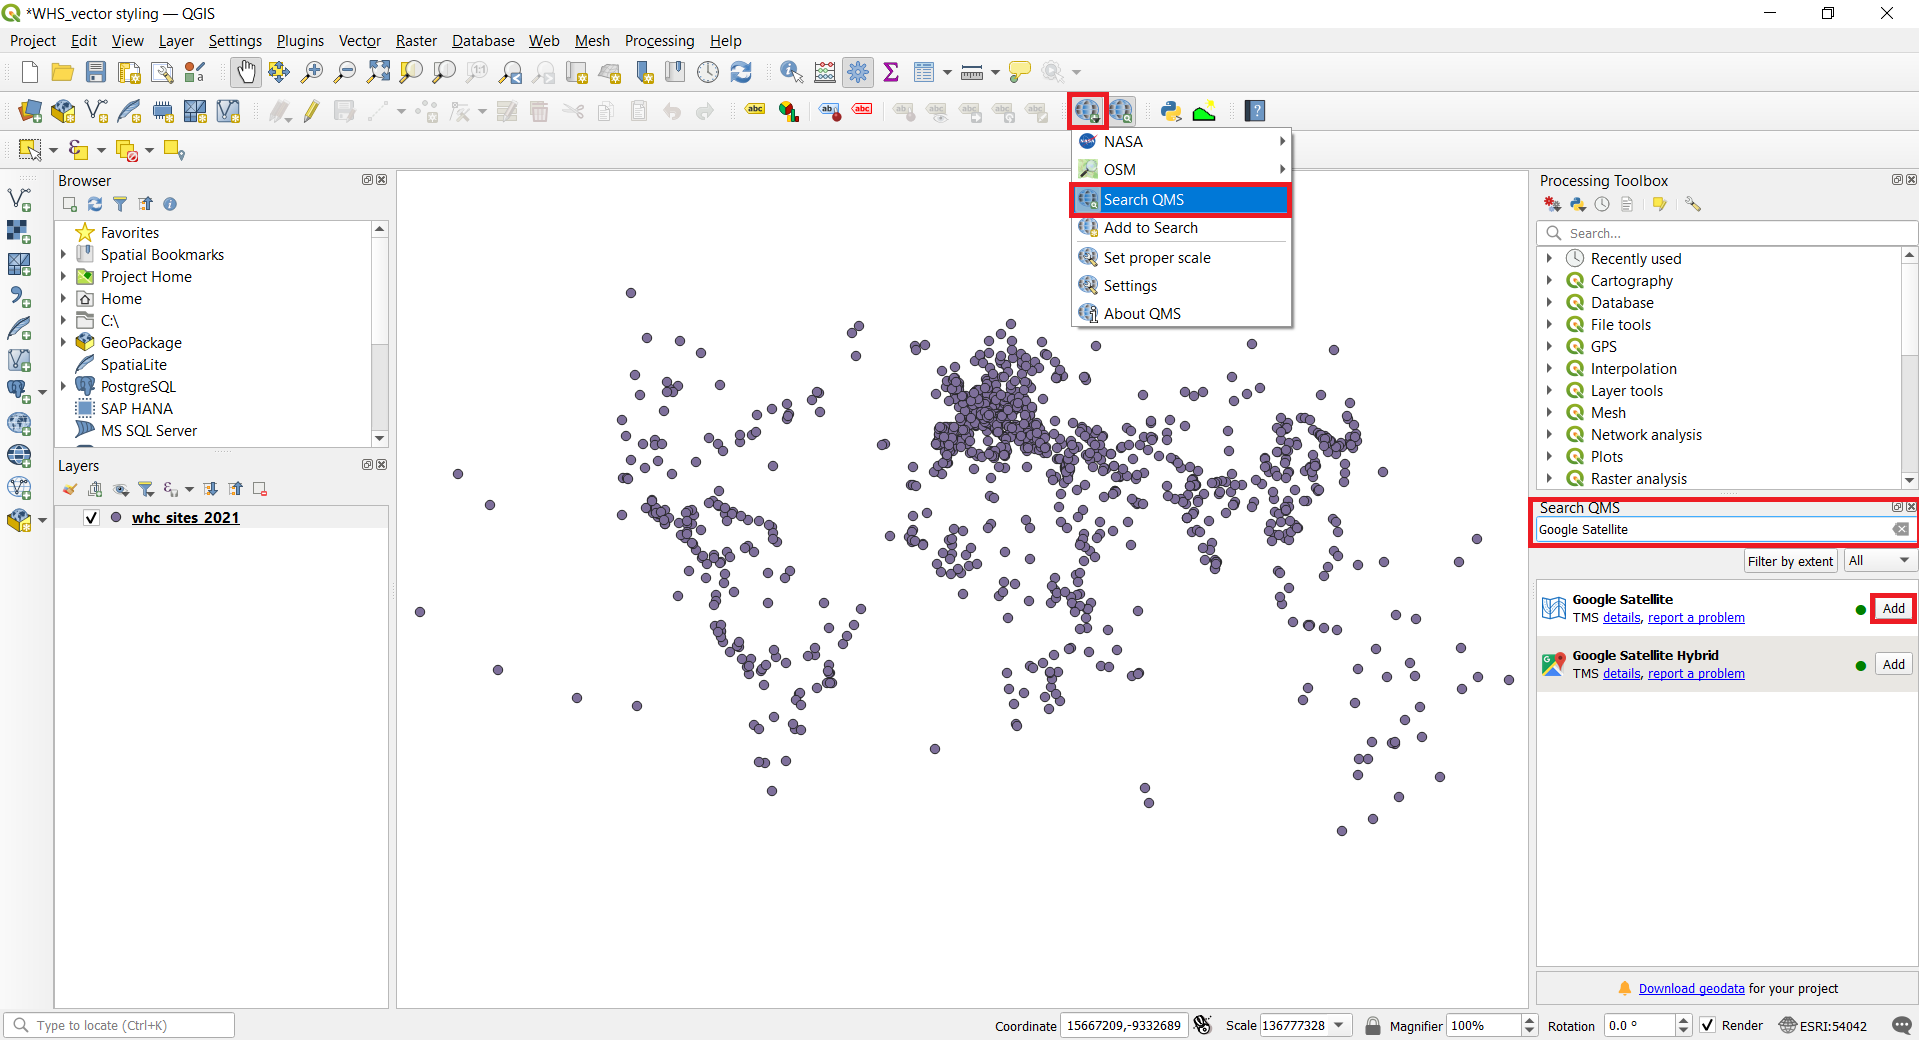 *WHS_vector styling — QGIS
Project Edit View Layer Settings Plugins Vector Raster Database Web Mesh Processing Help
NASA
OSM
Search QMS
Add to Search
Set proper scale
Settings
About QMS
Browser
Favorites
Spatial Bookmarks
Project Home
Home
C:\
GeoPackage
SpatiaLite
PostgreSQL
SAP HANA
MS SQL Server
Layers
whc_sites_2021
Processing Toolbox
Search...
Recently used
Cartography
Database
File tools
GPS
Interpolation
Layer tools
Mesh
Network analysis
Plots
Raster analysis
Search QMS
Google Satellite
Filter by extent All
Google Satellite
TMS details, report a problem
Add
Google Satellite Hybrid
TMS details, report a problem
Add
Download geodata for your project
Type to locate (Ctrl+K)
Coordinate 15667209,-9332689 Scale 136777328 Magnifier 100% Rotation 0.0 ° Render ESRI:54042